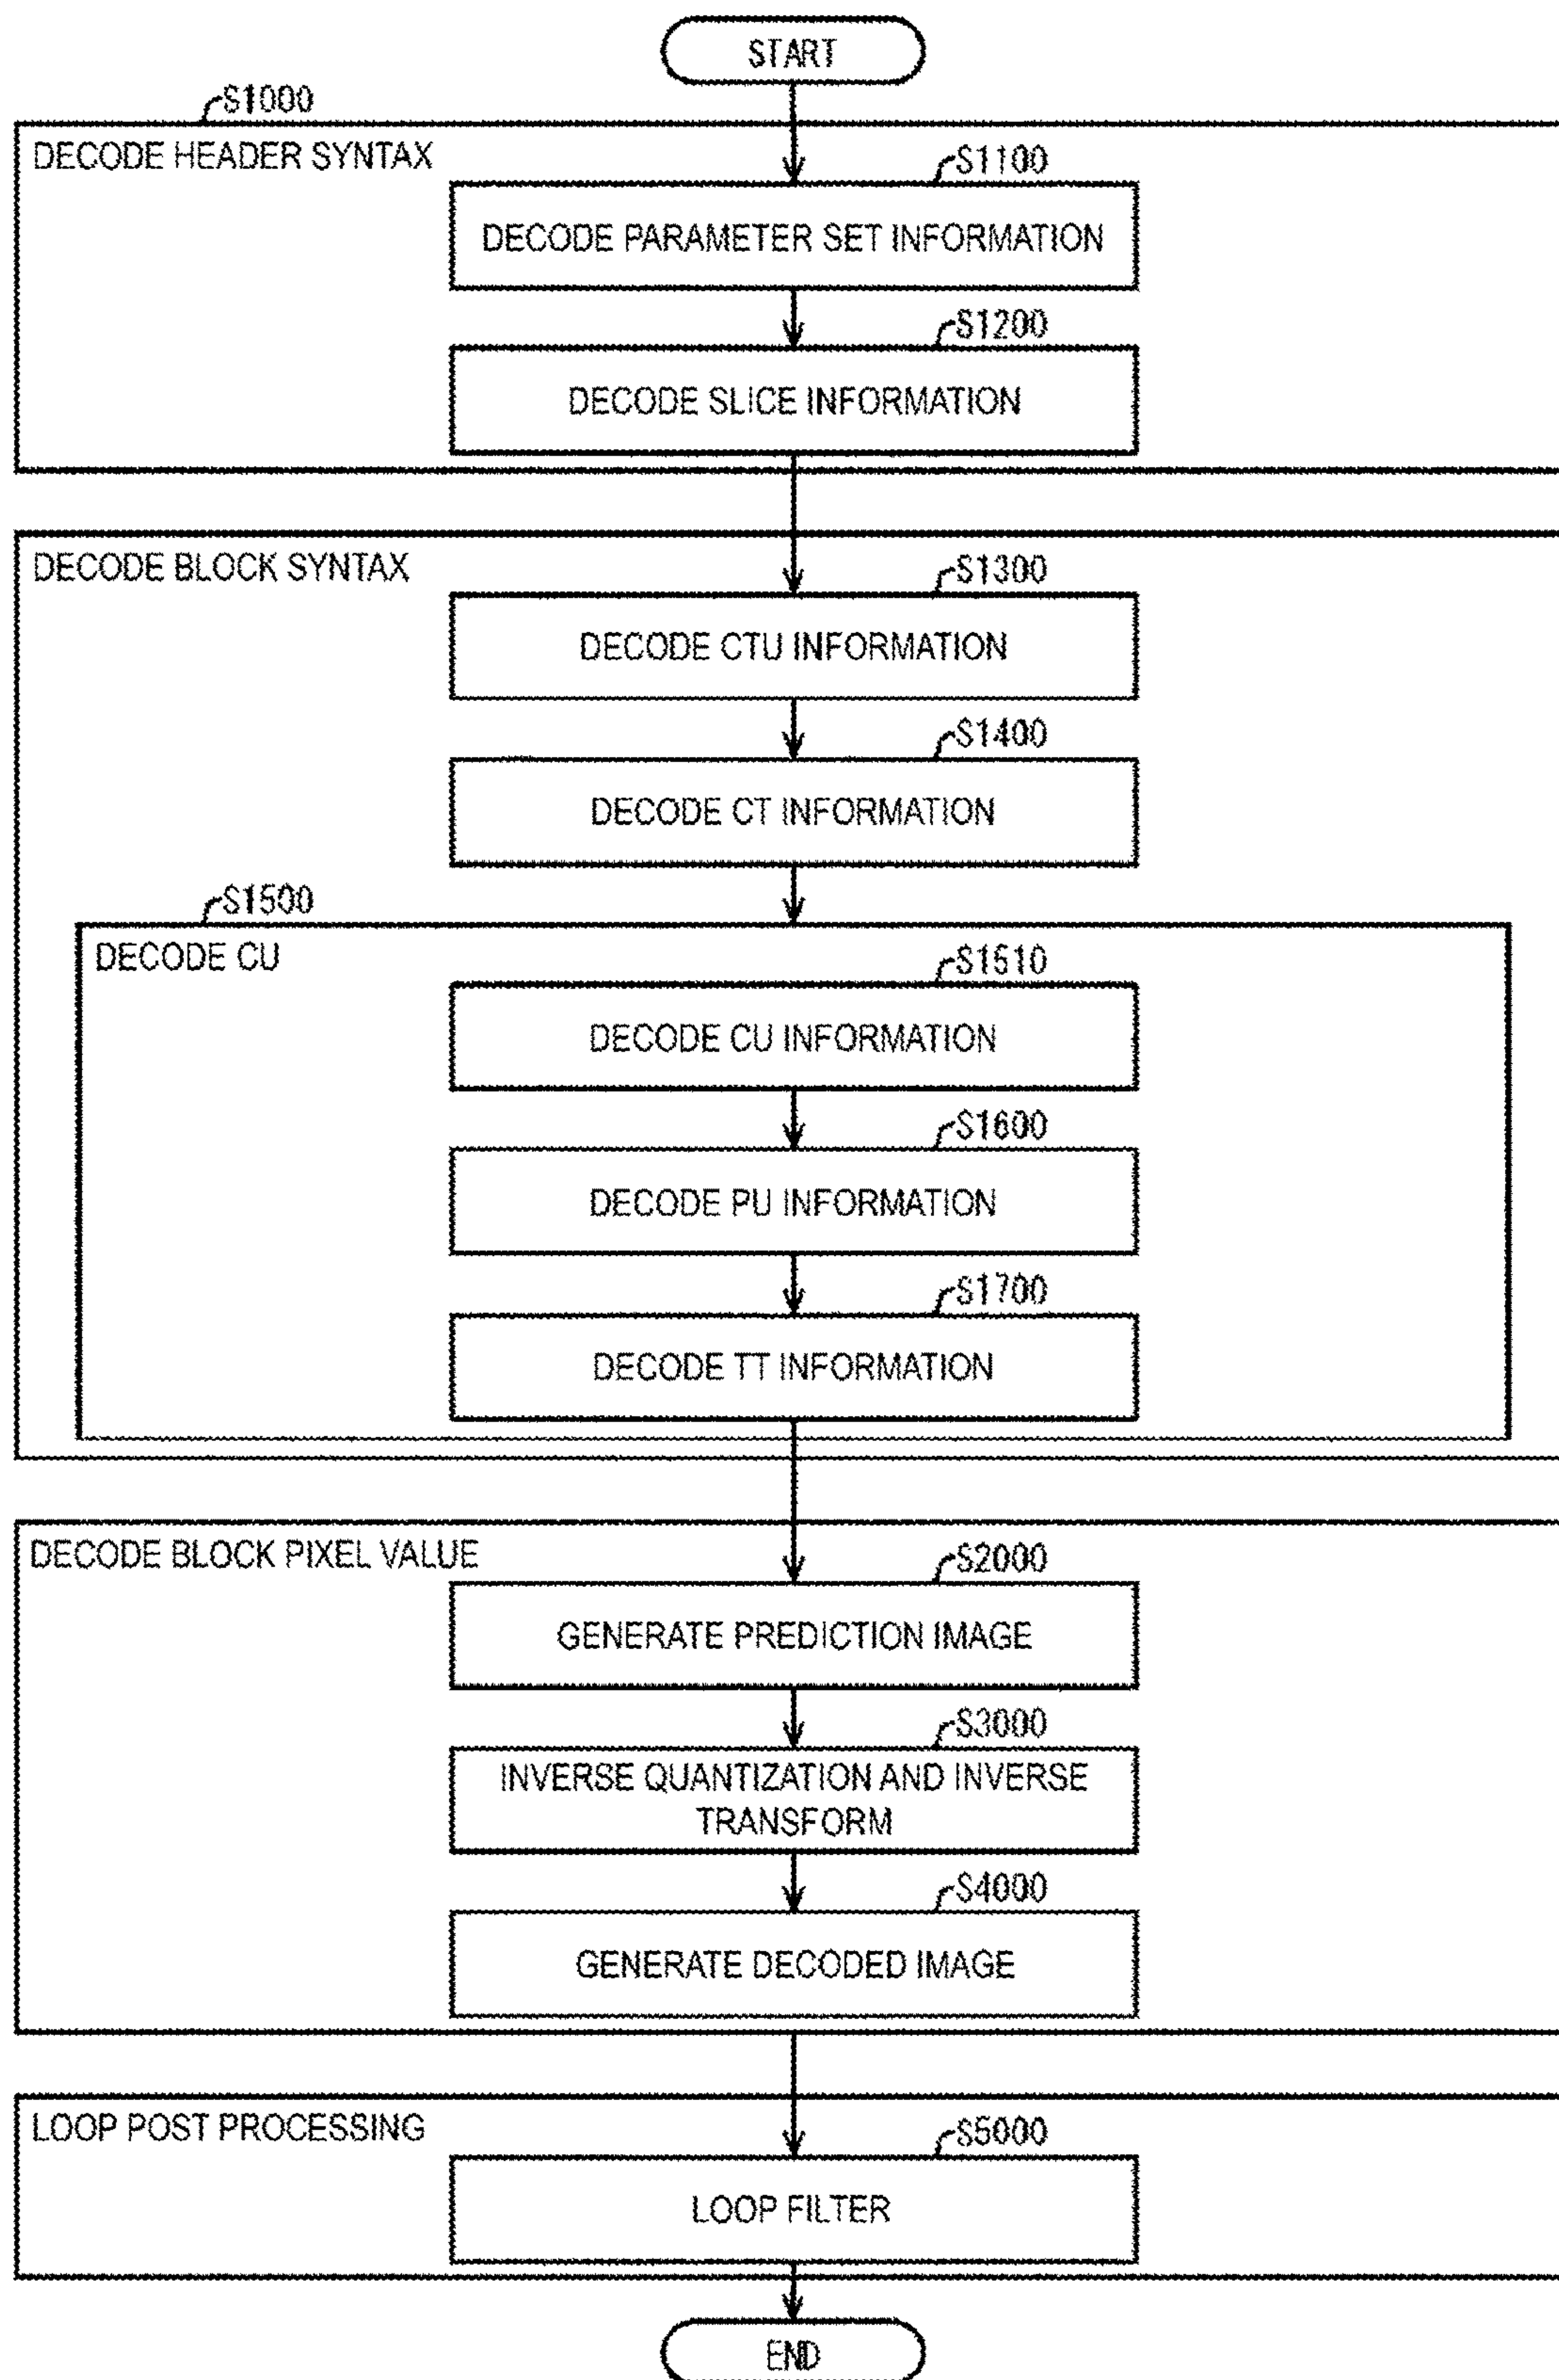 START
S1000
DECODE HEADER SYNTAX
S1100
DECODE PARAMETER SET INFORMATION
S1200
DECODE SLICE INFORMATION
DECODE BLOCK SYNTAX
S1300
DECODE CTU INFORMATION
S1400
DECODE CT INFORMATION
S1500
DECODE CU
S1510
DECODE CU INFORMATION
S1600
DECODE PU INFORMATION
S1700
DECODE TT INFORMATION
DECODE BLOCK PIXEL VALUE
S2000
GENERATE PREDICTION IMAGE
S3000
INVERSE QUANTIZATION AND INVERSE
TRANSFORM
S4000
GENERATE DECODED IMAGE
LOOP POST PROCESSING
S5000
LOOP FILTER
END